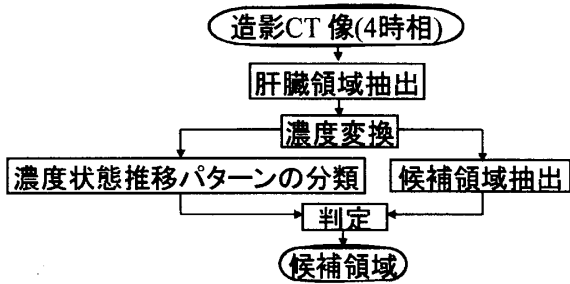 造影CT 像(4時相)
肝臓領域抽出
濃度変換
濃度状態推移パターンの分類
候補領域抽出
判定
候補領域